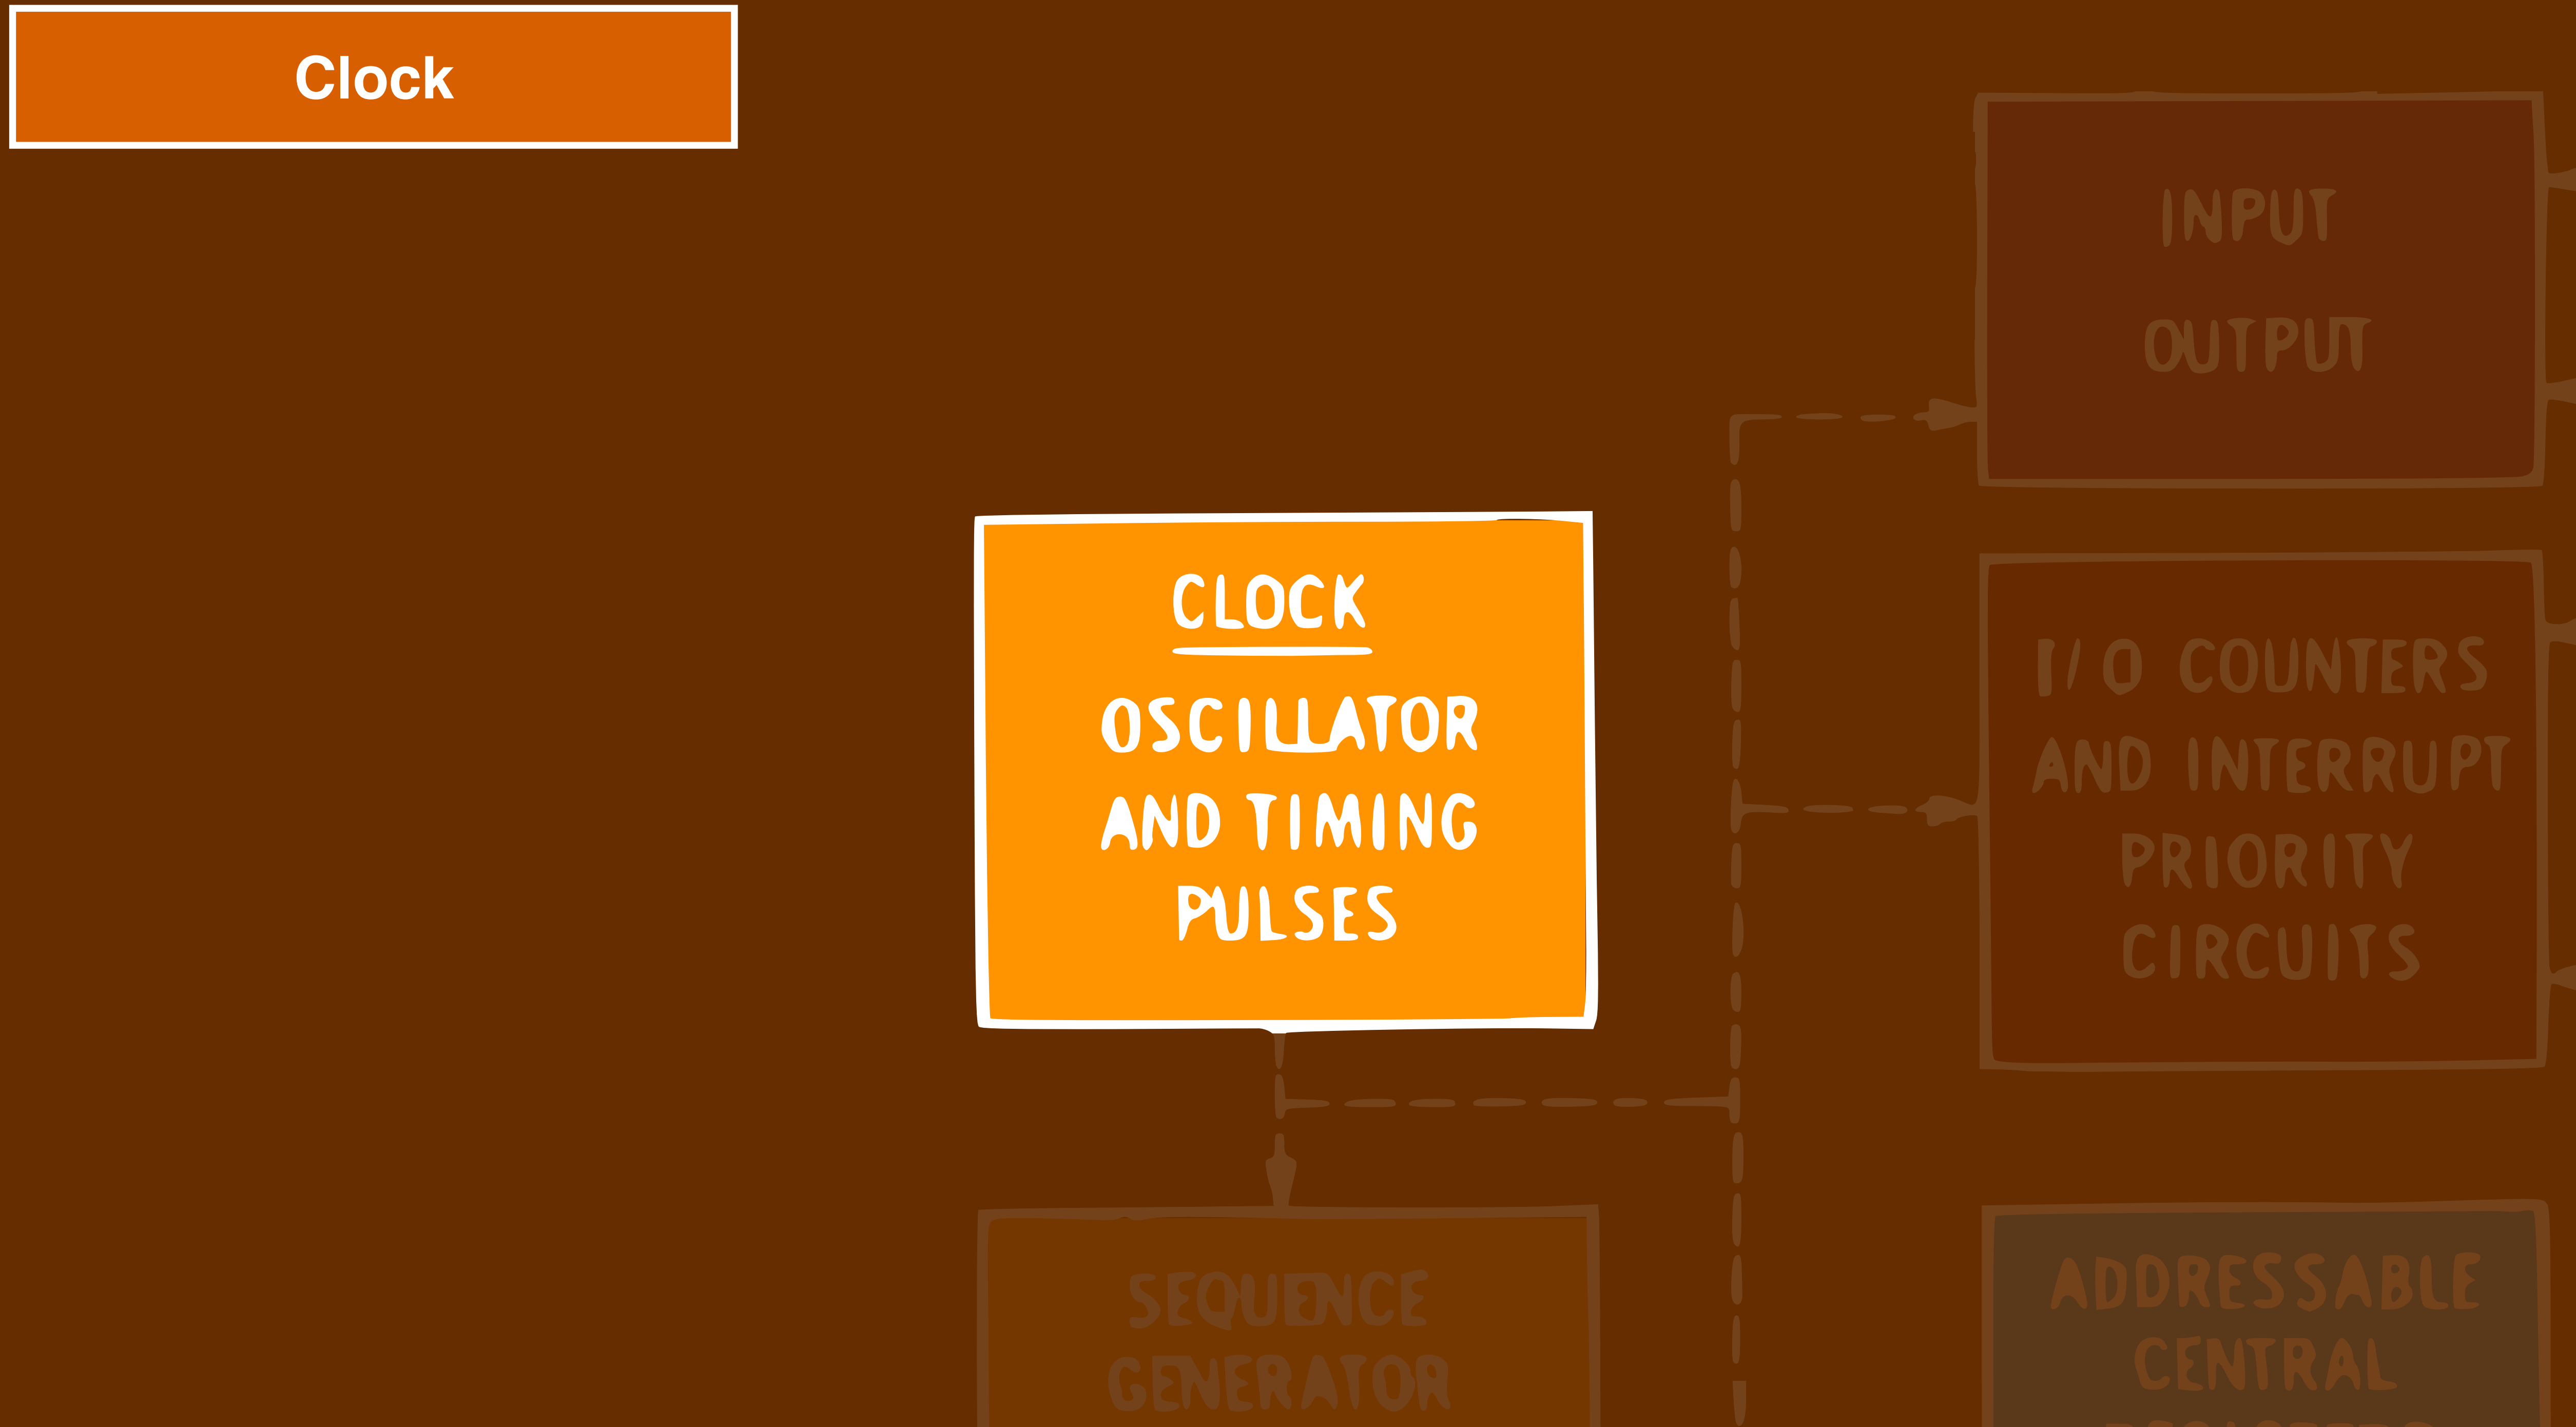 Clock
INPUT
OUTPUT
CLOCK
OSCILLATOR
AND TIMING
PULSES
I/O COUNTERS
AND INTERRUPT
PRIORITY
CIRCUITS
SEQUENCE
GENERATOR
ADDRESSABLE
CENTRAL